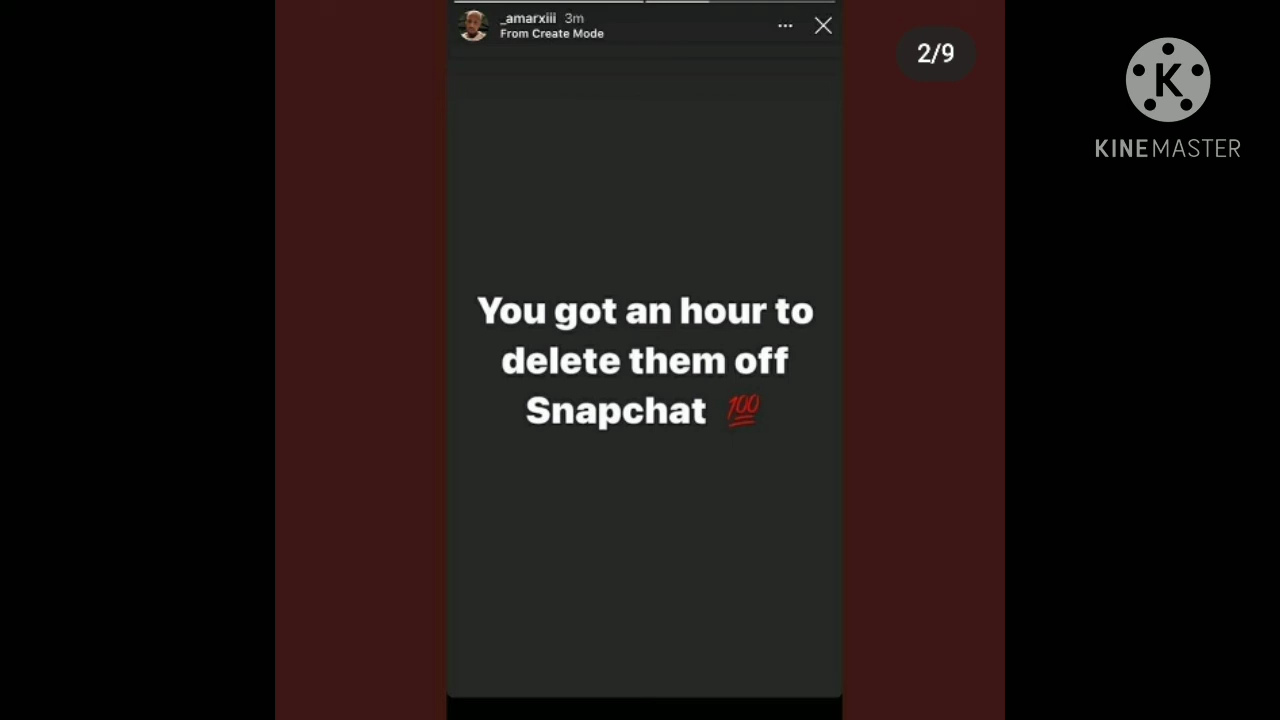 _amarxiii 3m
From Create Mode
2/9
K
KINEMASTER
You got an hour to
delete them off
Snapchat 💯